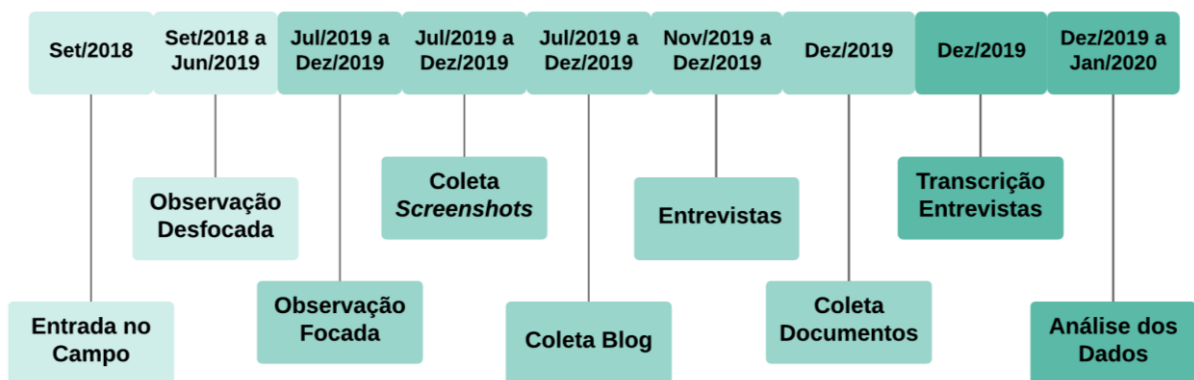 Set/2018
Set/2018 a
Jun/2019
Jul/2019 a
Dez/2019
Jul/2019 a
Dez/2019
Jul/2019 a
Dez/2019
Nov/2019 a
Dez/2019
Dez/2019
Dez/2019
Dez/2019 a
Jan/2020
Entrada no
Campo
Observação
Desfocada
Observação
Focada
Coleta
Screenshots
Coleta Blog
Entrevistas
Coleta
Documentos
Transcrição
Entrevistas
Análise dos
Dados